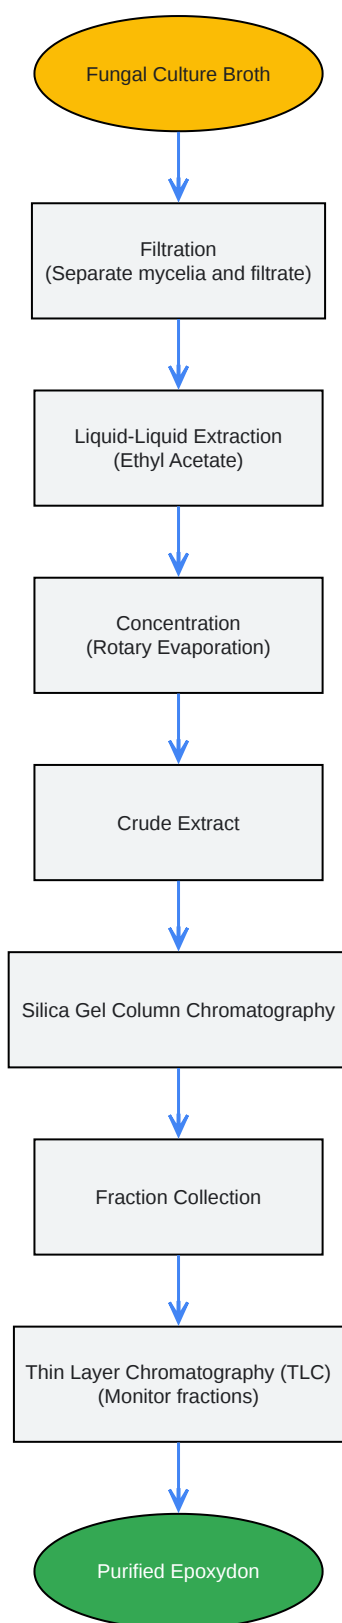 Fungal Culture Broth
Filtration
(Separate mycelia and filtrate)
Liquid-Liquid Extraction
(Ethyl Acetate)
Concentration
(Rotary Evaporation)
Crude Extract
Silica Gel Column Chromatography
Fraction Collection
Thin Layer Chromatography (TLC)
(Monitor fractions)
Purified Epoxydon